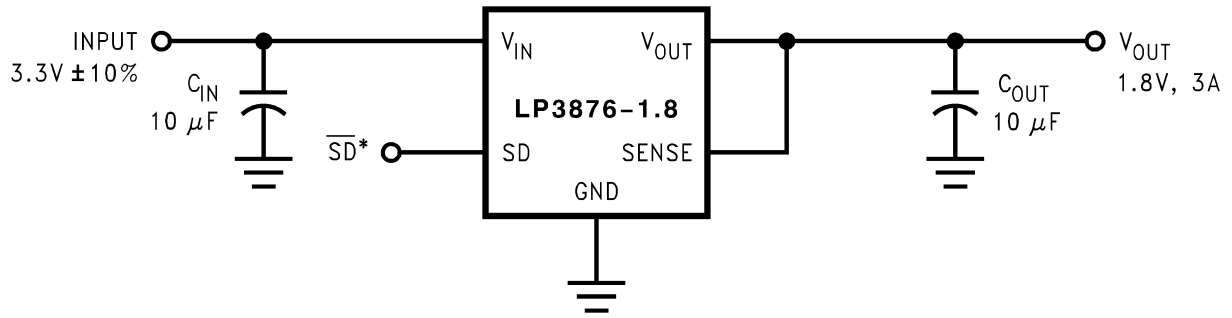 INPUT
3.3V ±10%
C_IN
10 μF
S̅D̅*
V_IN
V_OUT
LP3876-1.8
SD
SENSE
GND
C_OUT
10 μF
V_OUT
1.8V, 3A